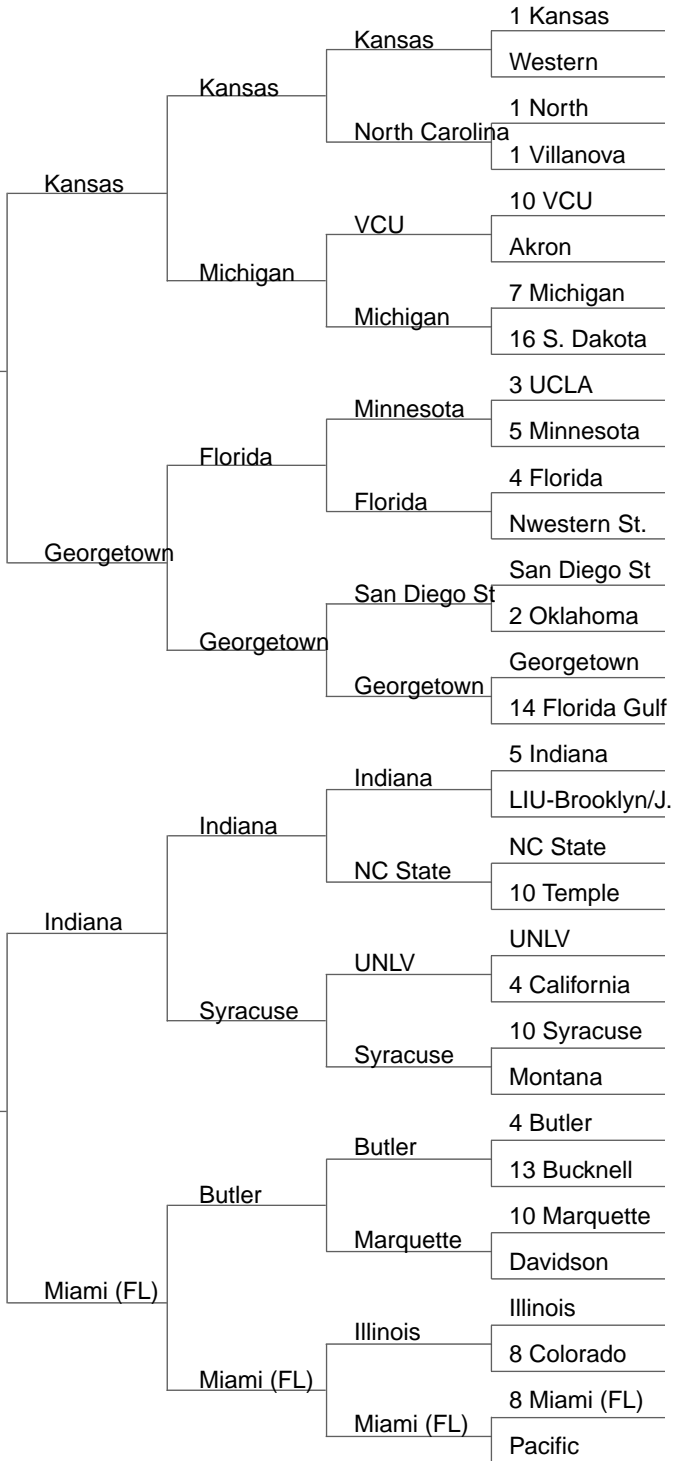 1 Kansas
Kansas
Western
Kansas
1 North
North Carolina
1 Villanova
Kansas
10 VCU
VCU
Akron
Michigan
7 Michigan
Michigan
16 S. Dakota
3 UCLA
Minnesota
5 Minnesota
Florida
4 Florida
Florida
Nwestern St.
Georgetown
San Diego St
San Diego St
2 Oklahoma
Georgetown
Georgetown
Georgetown
14 Florida Gulf
5 Indiana
Indiana
LIU-Brooklyn/J.
Indiana
NC State
NC State
10 Temple
Indiana
UNLV
UNLV
4 California
Syracuse
10 Syracuse
Syracuse
Montana
4 Butler
Butler
13 Bucknell
Butler
10 Marquette
Marquette
Davidson
Miami (FL)
Illinois
Illinois
8 Colorado
Miami (FL)
8 Miami (FL)
Miami (FL)
Pacific